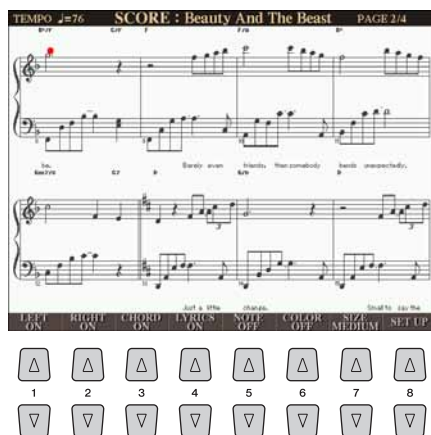 TEMPO ♩=76 SCORE : Beauty And The Beast PAGE 2/4
be. Barely even friends, then somebody bends unexpectedly.
Just a little change. Small to say the
LEFT ON RIGHT ON CHORD ON LYRICS ON NOTE OFF COLOR OFF SIZE MEDIUM SET UP
1 2 3 4 5 6 7 8